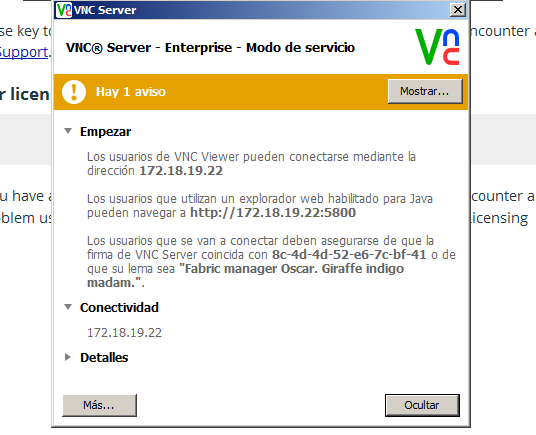 VNC Server
se key to
ncounter a
Support.
VNC® Server - Enterprise - Modo de servicio
r licens
Hay 1 aviso
Mostrar...
Empezar
Los usuarios de VNC Viewer pueden conectarse mediante la
dirección 172.18.19.22
u have a
counter a
Los usuarios que utilizan un explorador web habilitado para Java
pueden navegar a http://172.18.19.22:5800
oblem us
icensing
Los usuarios que se van a conectar deben asegurarse de que la
firma de VNC Server coincida con 8c-4d-4d-52-e6-7c-bf-41 o de
que su lema sea "Fabric manager Oscar. Giraffe indigo
madam.".
Conectividad
172.18.19.22
Detalles
Más...
Ocultar